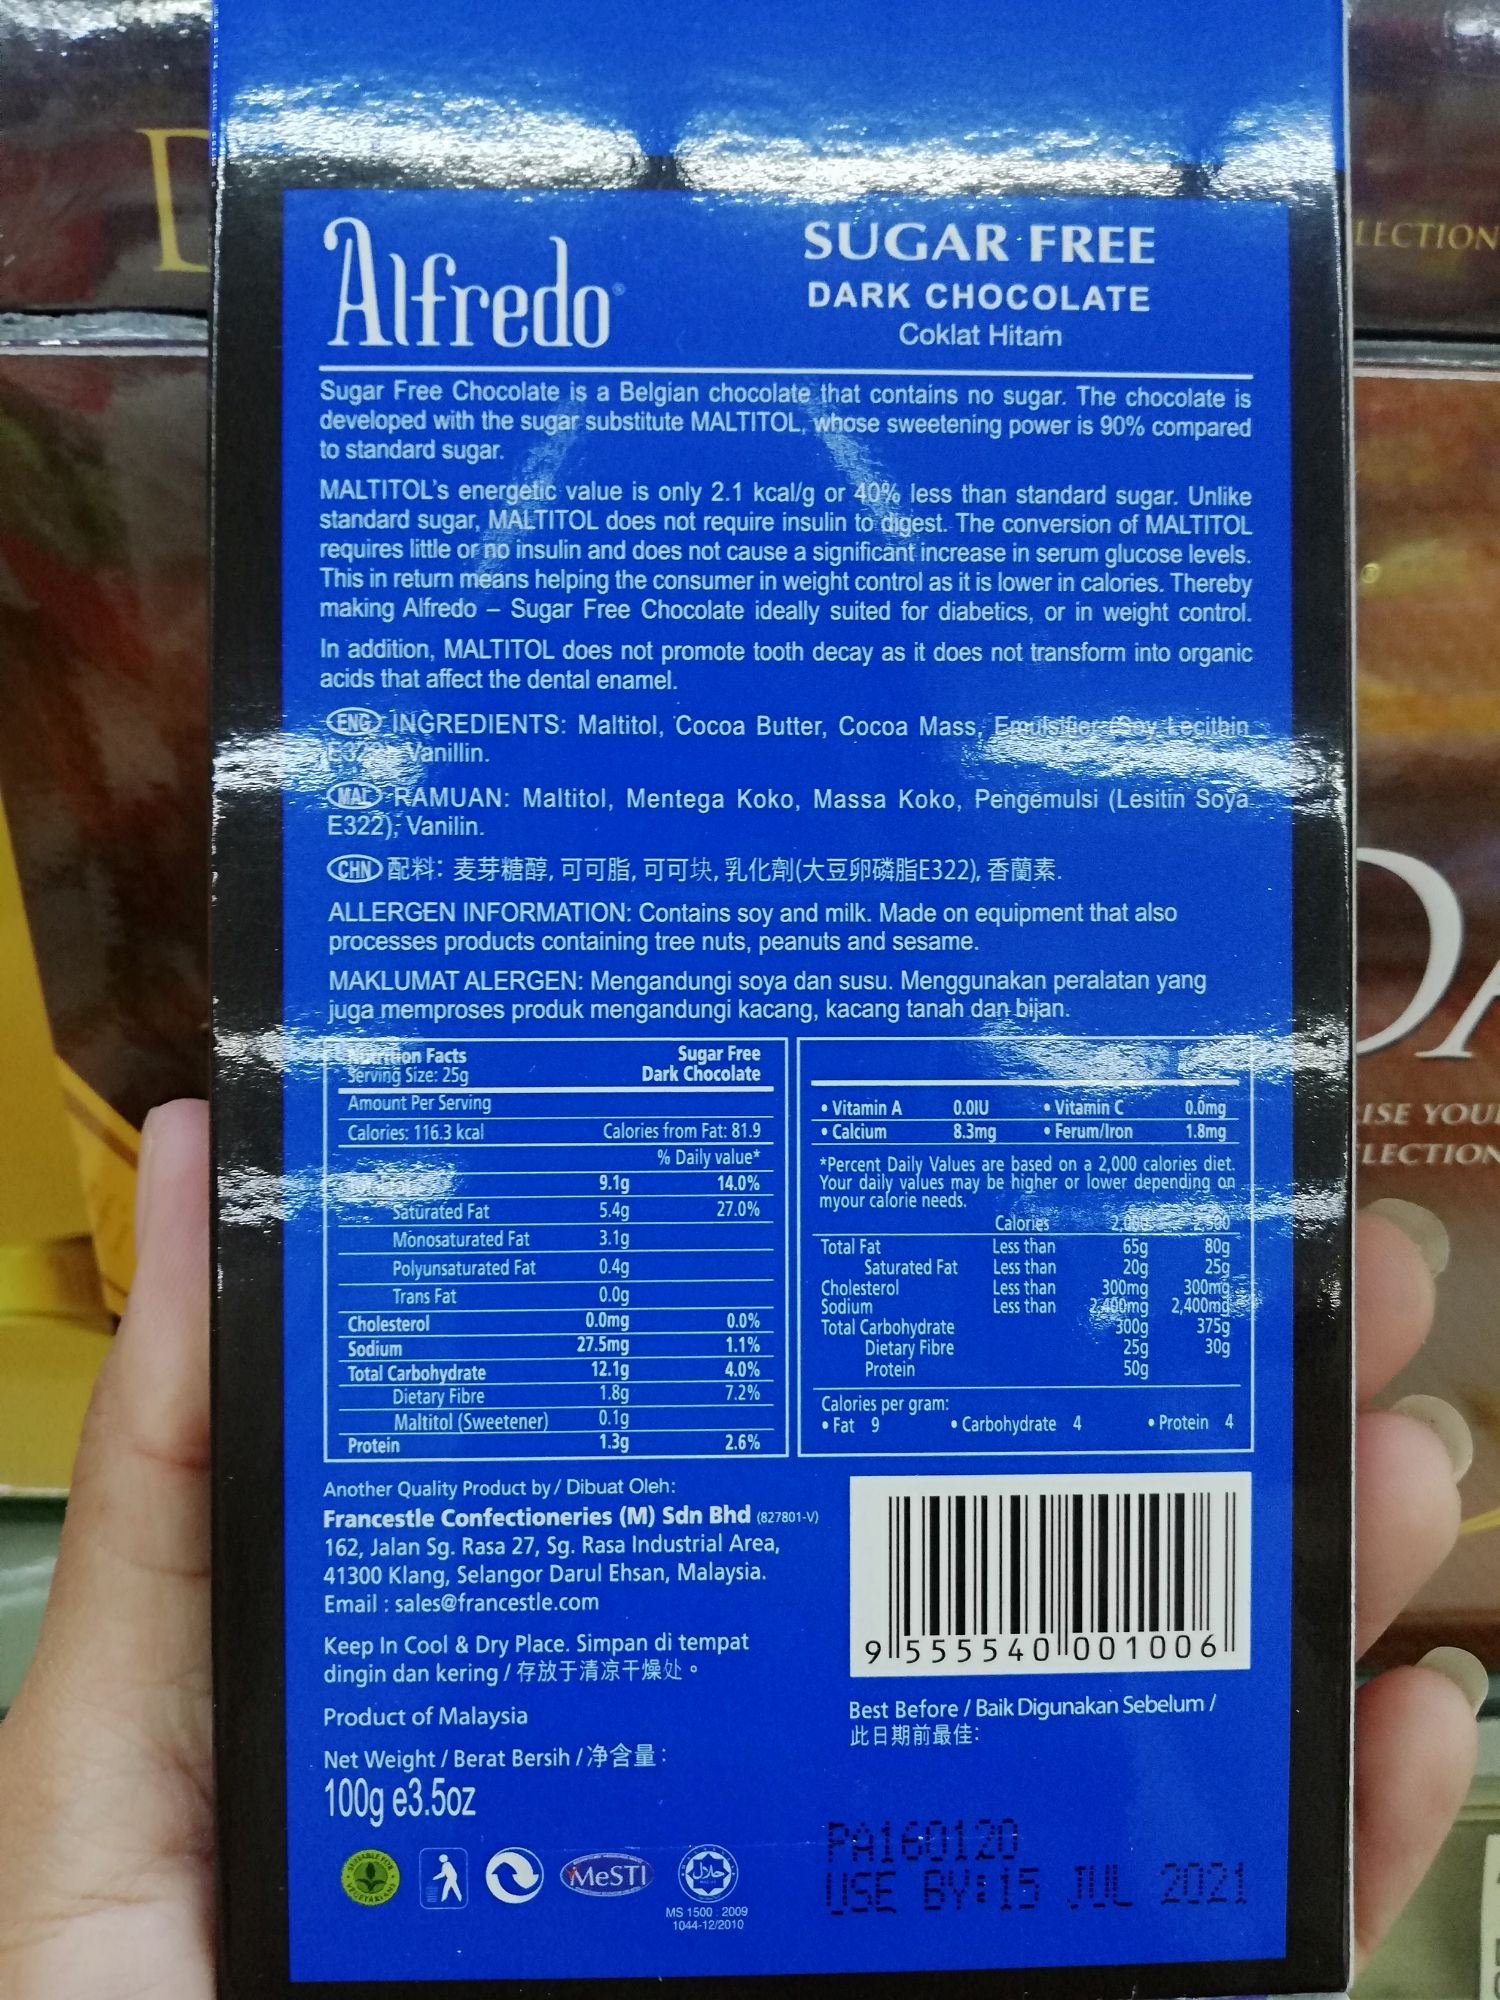 D
LECTION
Alfredo®
SUGAR FREE
DARK CHOCOLATE
Coklat Hitam
Sugar Free Chocolate is a Belgian chocolate that contains no sugar. The chocolate is
developed with the sugar substitute MALTITOL, whose sweetening power is 90% compared
to standard sugar.
MALTITOL's energetic value is only 2.1 kcal/g or 40% less than standard sugar. Unlike
standard sugar, MALTITOL does not require insulin to digest. The conversion of MALTITOL
requires little or no insulin and does not cause a significant increase in serum glucose levels.
This in return means helping the consumer in weight control as it is lower in calories. Thereby
making Alfredo – Sugar Free Chocolate ideally suited for diabetics, or in weight control.
In addition, MALTITOL does not promote tooth decay as it does not transform into organic
acids that affect the dental enamel.
ENG INGREDIENTS: Maltitol, Cocoa Butter, Cocoa Mass, Emulsifier (Soy Lecithin
E322), Vanillin.
MAL RAMUAN: Maltitol, Mentega Koko, Massa Koko, Pengemulsi (Lesitin Soya
E322), Vanilin.
CHN 配料: 麦芽糖醇, 可可脂, 可可块, 乳化劑(大豆卵磷脂E322), 香蘭素.
ALLERGEN INFORMATION: Contains soy and milk. Made on equipment that also
processes products containing tree nuts, peanuts and sesame.
MAKLUMAT ALERGEN: Mengandungi soya dan susu. Menggunakan peralatan yang
juga memproses produk mengandungi kacang, kacang tanah dan bijan.
Nutrition Facts Sugar Free
Serving Size: 25g Dark Chocolate
Amount Per Serving
Calories: 116.3 kcal Calories from Fat: 81.9
% Daily value*
9.1g 14.0%
Saturated Fat 5.4g 27.0%
Monosaturated Fat 3.1g
Polyunsaturated Fat 0.4g
Trans Fat 0.0g
Cholesterol 0.0mg 0.0%
Sodium 27.5mg 1.1%
Total Carbohydrate 12.1g 4.0%
Dietary Fibre 1.8g 7.2%
Maltitol (Sweetener) 0.1g
Protein 1.3g 2.6%
• Vitamin A 0.0IU • Vitamin C 0.0mg
• Calcium 8.3mg • Ferum/Iron 1.8mg
*Percent Daily Values are based on a 2,000 calories diet.
Your daily values may be higher or lower depending on
myour calorie needs.
Calories 2,000 2,500
Total Fat Less than 65g 80g
Saturated Fat Less than 20g 25g
Cholesterol Less than 300mg 300mg
Sodium Less than 2,400mg 2,400mg
Total Carbohydrate 300g 375g
Dietary Fibre 25g 30g
Protein 50g
Calories per gram:
• Fat 9 • Carbohydrate 4 • Protein 4
Another Quality Product by / Dibuat Oleh:
Francestle Confectioneries (M) Sdn Bhd (827801-V)
162, Jalan Sg. Rasa 27, Sg. Rasa Industrial Area,
41300 Klang, Selangor Darul Ehsan, Malaysia.
Email : sales@francestle.com
Keep In Cool & Dry Place. Simpan di tempat
dingin dan kering / 存放于清凉干燥处。
Product of Malaysia
Net Weight / Berat Bersih / 净含量:
100g e3.5oz
9 555540 001006
Best Before / Baik Digunakan Sebelum /
此日期前最佳:
PA160120
USE BY:15 JUL 2021
SUITABLE FOR VEGETARIANS
MeSTI
حلال
MS 1500 : 2009
1044-12/2010
DA
ISE YOU
LECTION